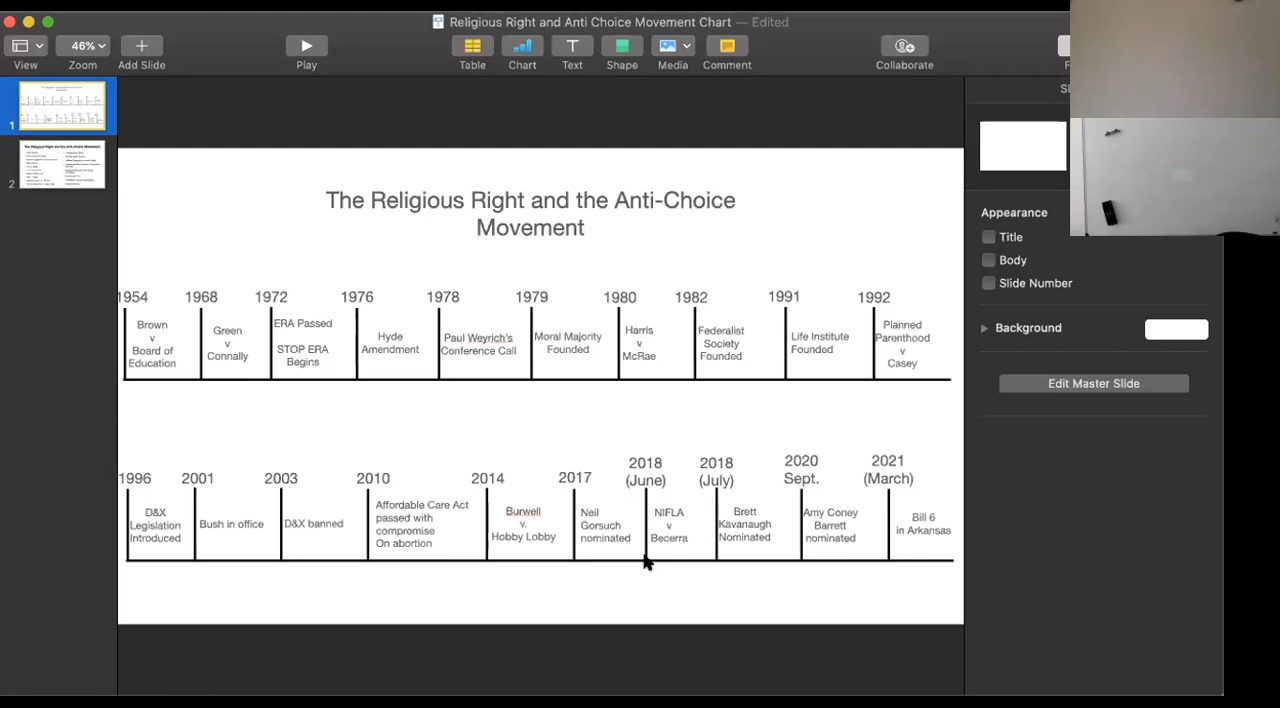 Religious Right and Anti Choice Movement Chart — Edited
46%
View
Zoom
Add Slide
Play
Table
Chart
Text
Shape
Media
Comment
Collaborate
1
2
The Religious Right and the Anti-Choice
Movement
1954
1968
1972
1976
1978
1979
1980
1982
1991
1992
Brown
v
Board of
Education
Green
v
Connally
ERA Passed
STOP ERA
Begins
Hyde
Amendment
Paul Weyrich's
Conference Call
Moral Majority
Founded
Harris
v
McRae
Federalist
Society
Founded
Life Institute
Founded
Planned
Parenthood
v
Casey
1996
2001
2003
2010
2014
2017
2018
(June)
2018
(July)
2020
Sept.
2021
(March)
D&X
Legislation
Introduced
Bush in office
D&X banned
Affordable Care Act
passed with
compromise
On abortion
Burwell
v.
Hobby Lobby
Neil
Gorsuch
nominated
NIFLA
v
Becerra
Brett
Kavanaugh
Nominated
Amy Coney
Barrett
nominated
Bill 6
in Arkansas
Appearance
Title
Body
Slide Number
Background
Edit Master Slide